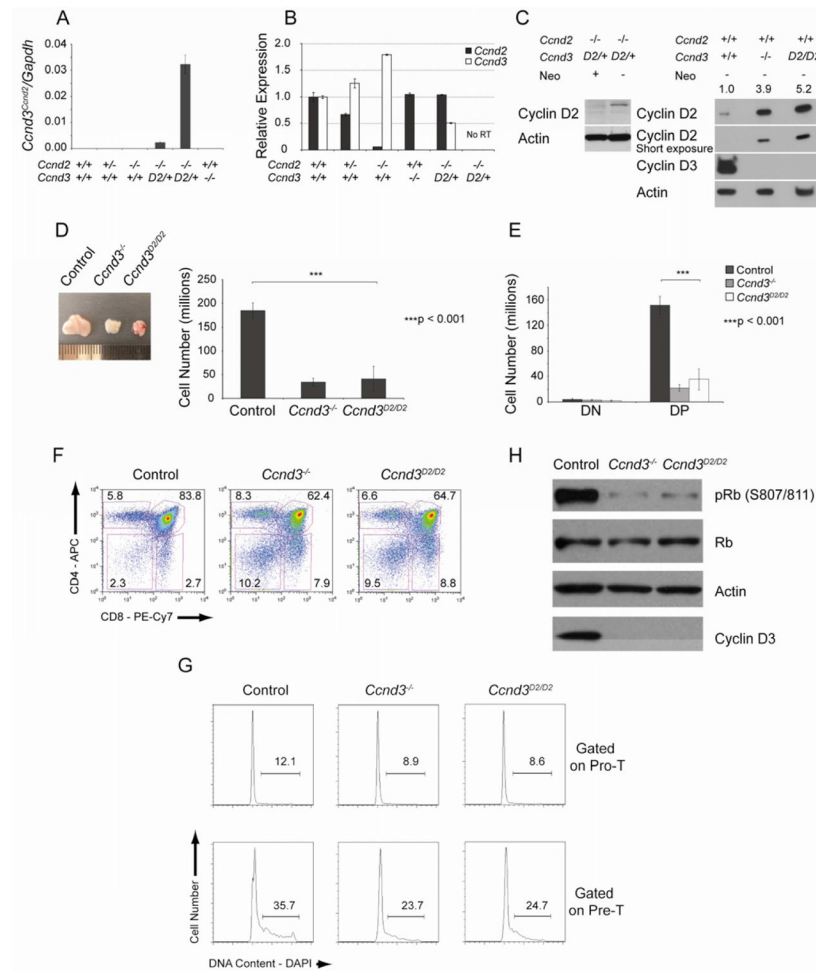 A
Ccnd3^Ccnd2/Gapdh
0.04
0.03
0.02
0.01
0.00
Ccnd2 +/+ +/- -/- -/- -/- +/+
Ccnd3 +/+ +/+ +/+ D2/+ D2/+ -/-
B
Relative Expression
Ccnd2
Ccnd3
2.0
1.5
1.0
0.5
0.0
No RT
Ccnd2 +/+ +/- -/- +/+ -/- -/-
Ccnd3 +/+ +/+ +/+ -/- D2/+ D2/+
C
Ccnd2 -/- -/-
Ccnd3 D2/+ D2/+
Neo + -
Cyclin D2
Actin
Ccnd2 +/+ +/+ +/+
Ccnd3 +/+ -/- D2/D2
Neo - - -
1.0 3.9 5.2
Cyclin D2
Cyclin D2
Short exposure
Cyclin D3
Actin
D
Control
Ccnd3-/-
Ccnd3D2/D2
Cell Number (millions)
250
200
150
100
50
0
***
***p < 0.001
Control Ccnd3-/- Ccnd3D2/D2
E
Cell Number (millions)
160
120
80
40
0
***
Control
Ccnd3-/-
Ccnd3D2/D2
***p < 0.001
DN DP
F
Control Ccnd3-/- Ccnd3D2/D2
5.8 83.8 8.3 62.4 6.6 64.7
2.3 2.7 10.2 7.9 9.5 8.8
CD4 - APC
CD8 - PE-Cy7
H
Control Ccnd3-/- Ccnd3D2/D2
pRb (S807/811)
Rb
Actin
Cyclin D3
G
Control Ccnd3-/- Ccnd3D2/D2
12.1 8.9 8.6
Gated
on Pro-T
35.7 23.7 24.7
Gated
on Pre-T
Cell Number
DNA Content - DAPI